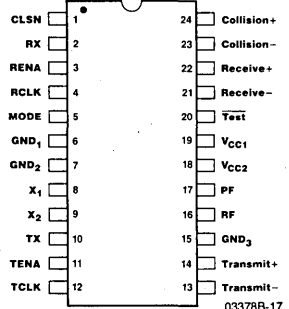 CLSN 1 24 Collision+
RX 2 23 Collision−
RENA 3 22 Receive+
RCLK 4 21 Receive−
MODE 5 20 Test
GND1 6 19 VCC1
GND2 7 18 VCC2
X1 8 17 PF
X2 9 16 RF
TX 10 15 GND3
TENA 11 14 Transmit+
TCLK 12 13 Transmit−
03378B-17